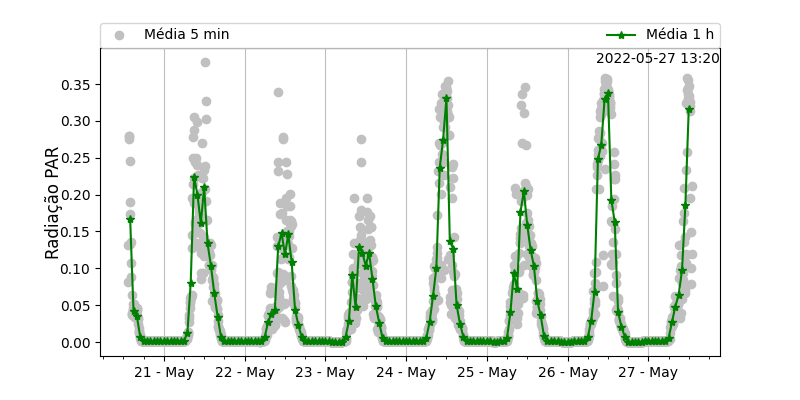 Média 5 min
Média 1 h
2022-05-27 13:20
Radiação PAR
0.35
0.30
0.25
0.20
0.15
0.10
0.05
0.00
21 - May
22 - May
23 - May
24 - May
25 - May
26 - May
27 - May